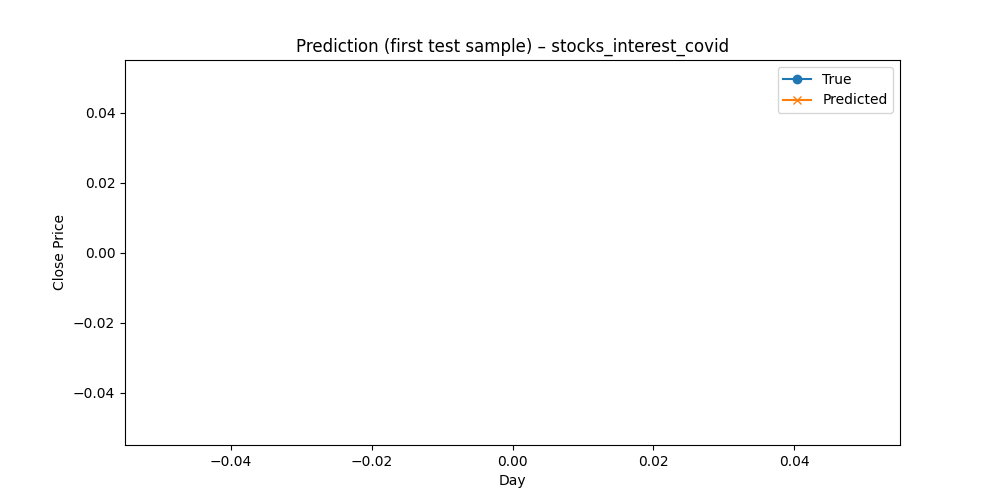 Prediction (first test sample) – stocks_interest_covid
True
Predicted
Close Price
0.04
0.02
0.00
−0.02
−0.04
−0.04 −0.02 0.00 0.02 0.04
Day